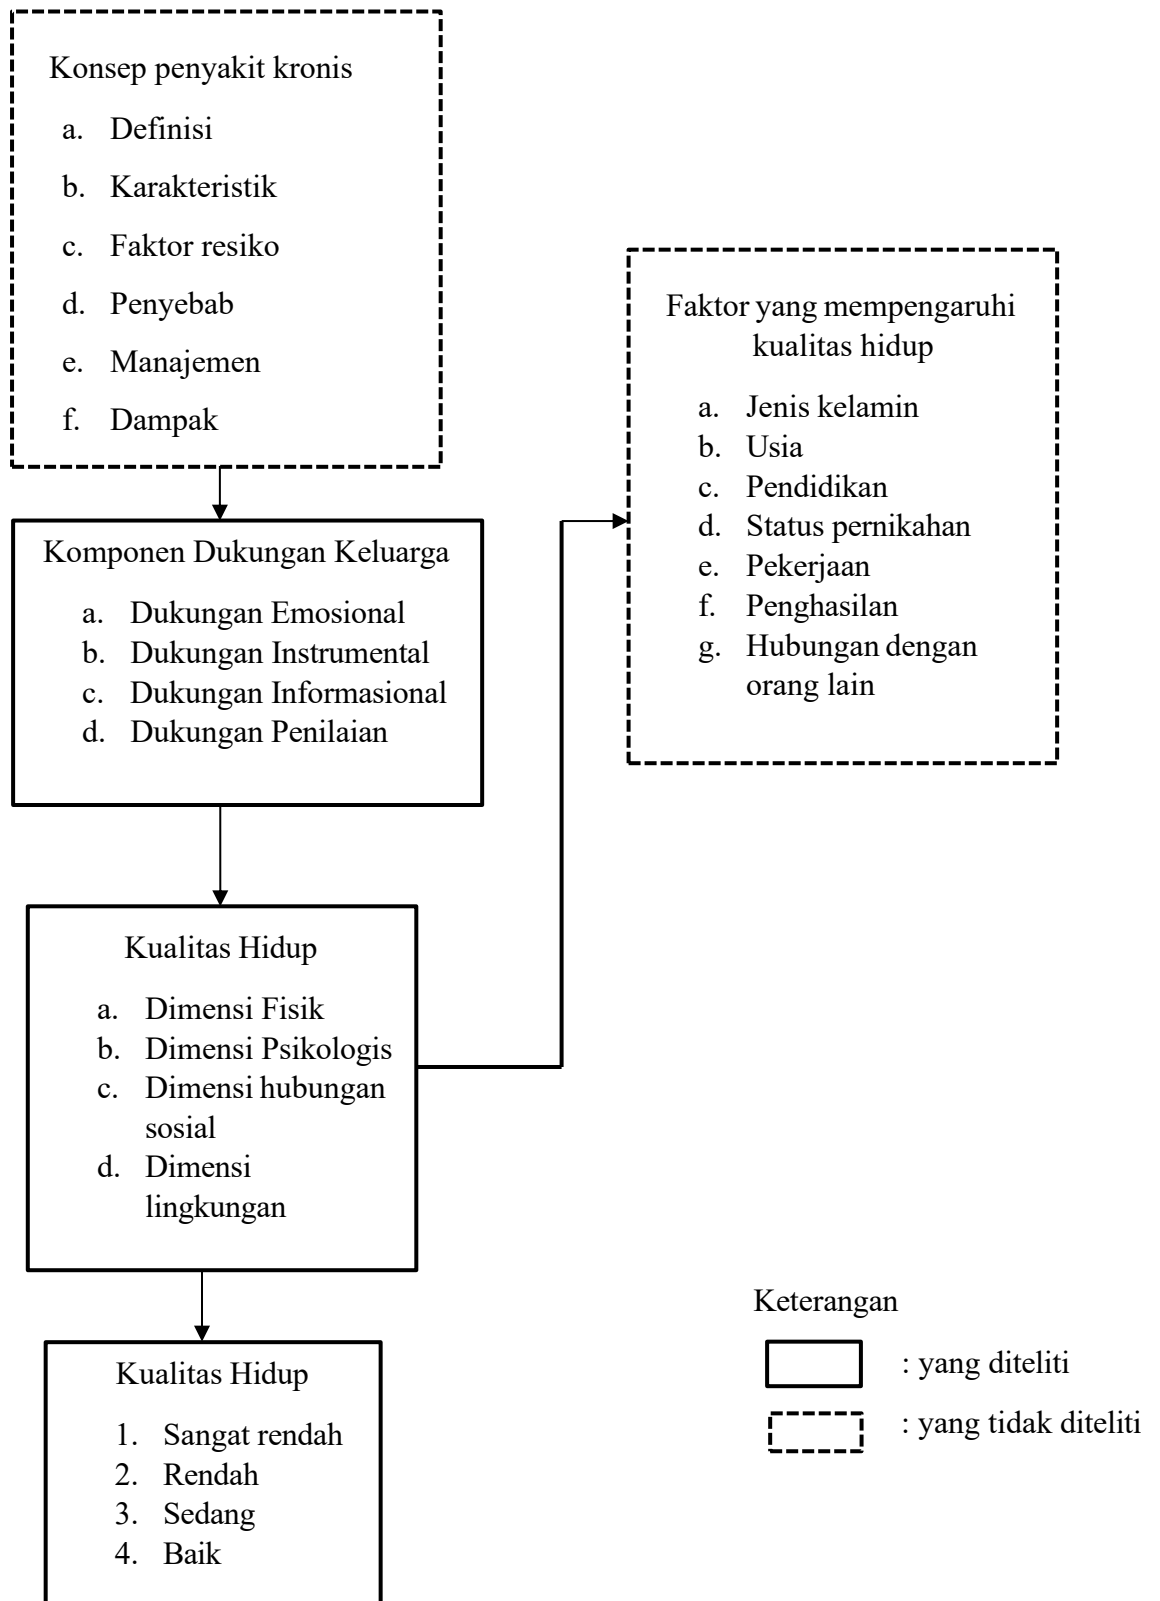 Konsep penyakit kronis
a. Definisi
b. Karakteristik
c. Faktor resiko
d. Penyebab
e. Manajemen
f. Dampak
Komponen Dukungan Keluarga
a. Dukungan Emosional
b. Dukungan Instrumental
c. Dukungan Informasional
d. Dukungan Penilaian
Faktor yang mempengaruhi
kualitas hidup
a. Jenis kelamin
b. Usia
c. Pendidikan
d. Status pernikahan
e. Pekerjaan
f. Penghasilan
g. Hubungan dengan
orang lain
Kualitas Hidup
a. Dimensi Fisik
b. Dimensi Psikologis
c. Dimensi hubungan
sosial
d. Dimensi
lingkungan
Kualitas Hidup
1. Sangat rendah
2. Rendah
3. Sedang
4. Baik
Keterangan
: yang diteliti
: yang tidak diteliti